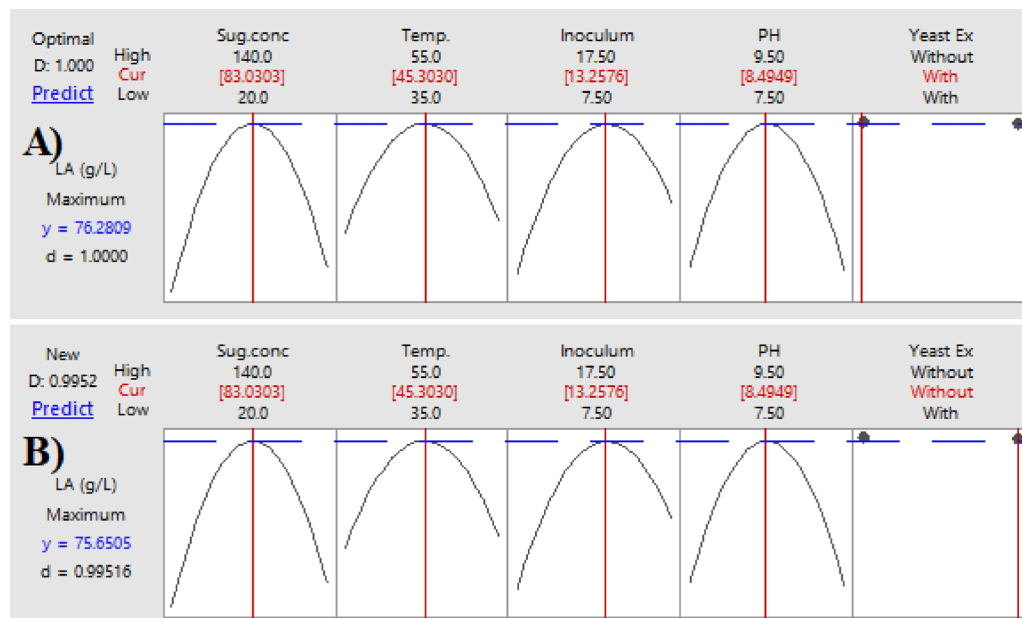 Optimal
D: 1.000
Predict
High
Cur
Low
Sug.conc
140.0
[83.0303]
20.0
Temp.
55.0
[45.3030]
35.0
Inoculum
17.50
[13.2576]
7.50
PH
9.50
[8.4949]
7.50
Yeast Ex
Without
With
With
A)
LA (g/L)
Maximum
y = 76.2809
d = 1.0000
New
D: 0.9952
Predict
High
Cur
Low
Sug.conc
140.0
[83.0303]
20.0
Temp.
55.0
[45.3030]
35.0
Inoculum
17.50
[13.2576]
7.50
PH
9.50
[8.4949]
7.50
Yeast Ex
Without
Without
With
B)
LA (g/L)
Maximum
y = 75.6505
d = 0.99516